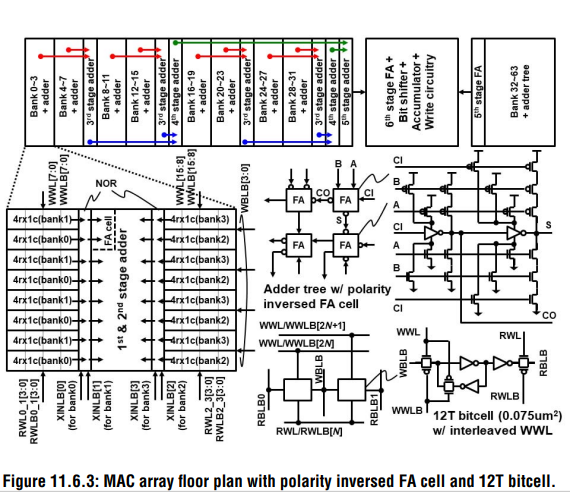 Bank 0~3
+ adder
Bank 4~7
+ adder
3rd stage adder
Bank 8~11
+ adder
Bank 12~15
+ adder
3rd stage adder
4th stage adder
Bank 16~19
+ adder
Bank 20~23
+ adder
3rd stage adder
Bank 24~27
+ adder
Bank 28~31
+ adder
3rd stage adder
4th stage adder
5th stage
6th stage FA +
Bit shifter +
Accumulator +
Write circuitry
5th stage FA
Bank 32~63
+ adder tree
WWL[7:0]
WWLB[7:0]
NOR
WWL[15:8]
WWLB[15:8]
WBLB[3:0]
4rx1c(bank1)
4rx1c(bank0)
4rx1c(bank1)
4rx1c(bank0)
4rx1c(bank1)
4rx1c(bank0)
4rx1c(bank1)
4rx1c(bank0)
FA cell
1st & 2nd stage adder
4rx1c(bank3)
4rx1c(bank2)
4rx1c(bank3)
4rx1c(bank2)
4rx1c(bank3)
4rx1c(bank2)
4rx1c(bank3)
4rx1c(bank2)
RWL0_1[3:0]
RWLB0_1[3:0]
XINLB[0]
(for bank0)
XINLB[1]
(for bank1)
XINLB[3]
(for bank3)
XINLB[2]
(for bank2)
RWL2_3[3:0]
RWLB2_3[3:0]
B A
FA CO FA CI
S
FA FA
Adder tree w/ polarity
inversed FA cell
CI
B
A
CI
S
A
B
CI
CO
WWL/WWLB[2N+1]
WWL/WWLB[2N]
RBLB0
WBLB
RBLB1
RWL/RWLB[N]
WWL
RWL
WBLB
RBLB
WWLB
RWLB
12T bitcell (0.075um²)
w/ interleaved WWL
Figure 11.6.3: MAC array floor plan with polarity inversed FA cell and 12T bitcell.